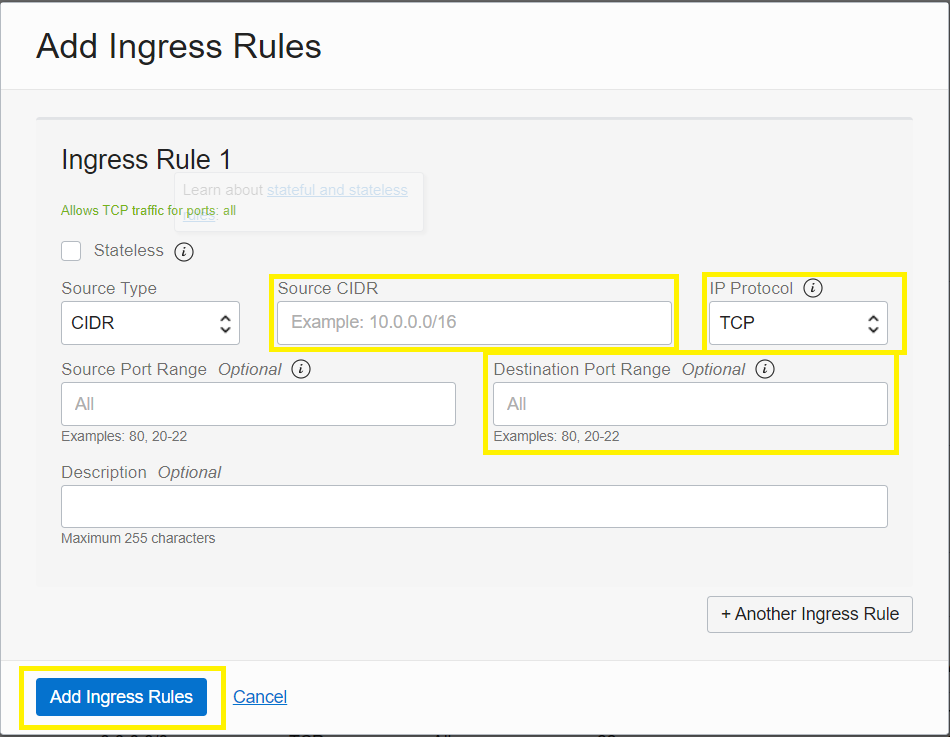 Add Ingress Rules
Ingress Rule 1
Learn about stateful and stateless
rules.
Allows TCP traffic for ports: all
Stateless
Source Type
Source CIDR
IP Protocol
CIDR
Example: 10.0.0.0/16
TCP
Source Port Range Optional
Destination Port Range Optional
All
All
Examples: 80, 20-22
Examples: 80, 20-22
Description Optional
Maximum 255 characters
+ Another Ingress Rule
Add Ingress Rules
Cancel